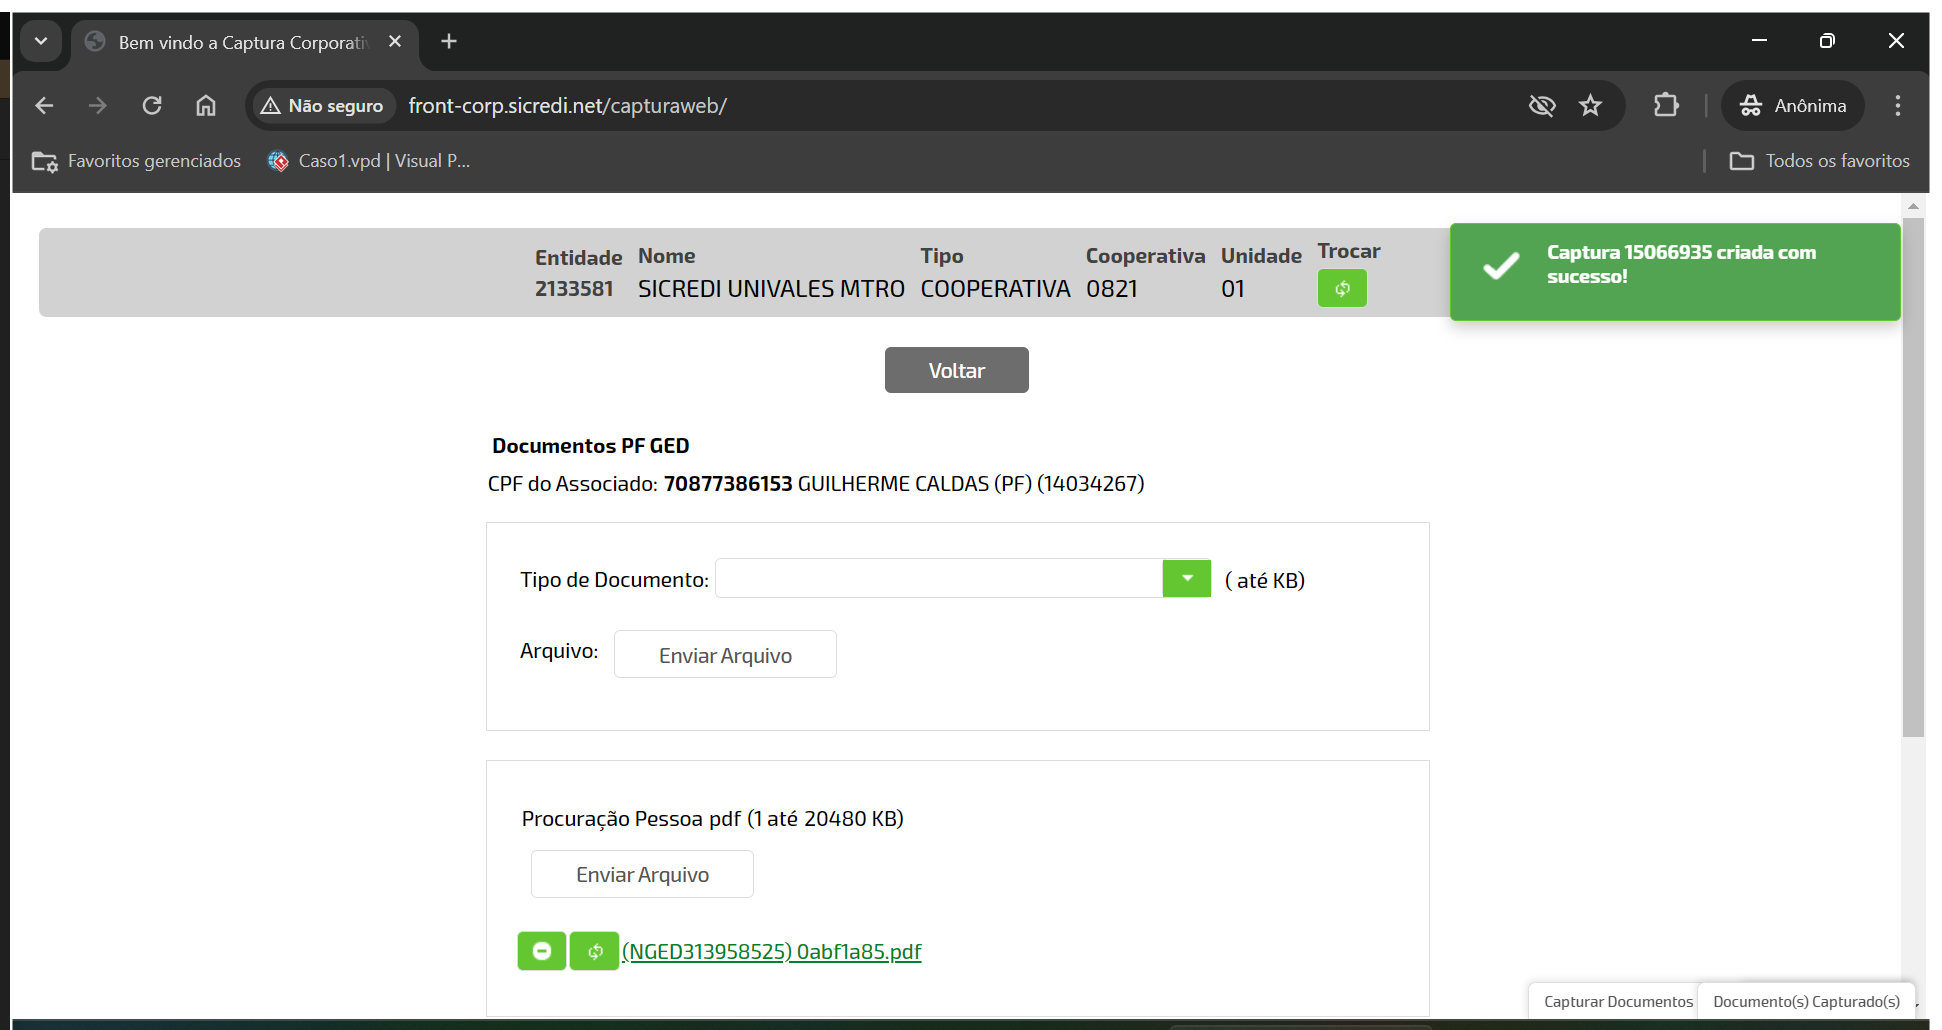 Bem vindo a Captura Corporati
Não seguro front-corp.sicredi.net/capturaweb/ Anônima
Favoritos gerenciados Caso1.vpd | Visual P... Todos os favoritos
Entidade Nome Tipo Cooperativa Unidade Trocar
2133581 SICREDI UNIVALES MTRO COOPERATIVA 0821 01
Captura 15066935 criada com
sucesso!
Voltar
Documentos PF GED
CPF do Associado: 70877386153 GUILHERME CALDAS (PF) (14034267)
Tipo de Documento: ( até KB)
Arquivo: Enviar Arquivo
Procuração Pessoa pdf (1 até 20480 KB)
Enviar Arquivo
(NGED313958525) 0abf1a85.pdf
Capturar Documentos Documento(s) Capturado(s)